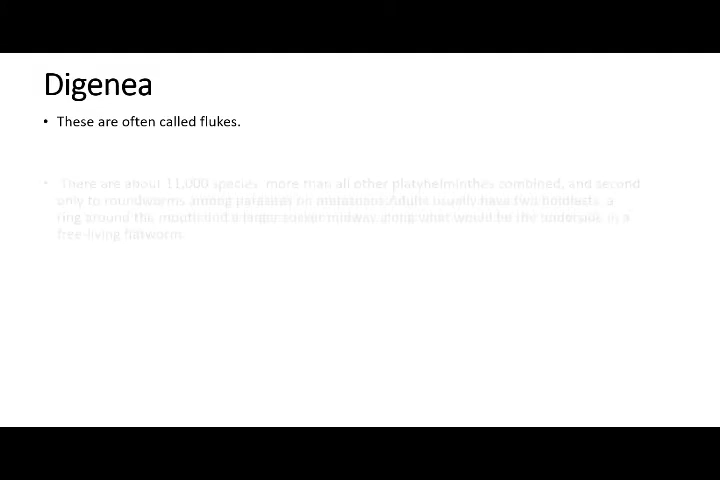 Digenea
• These are often called flukes.
• There are about 11,000 species, more than all other platyhelminthes combined, and second
only to roundworms among parasites on metazoans. Adults usually have two holdfasts, a
ring around the mouth and a larger sucker midway along what would be the underside in a
free-living flatworm.